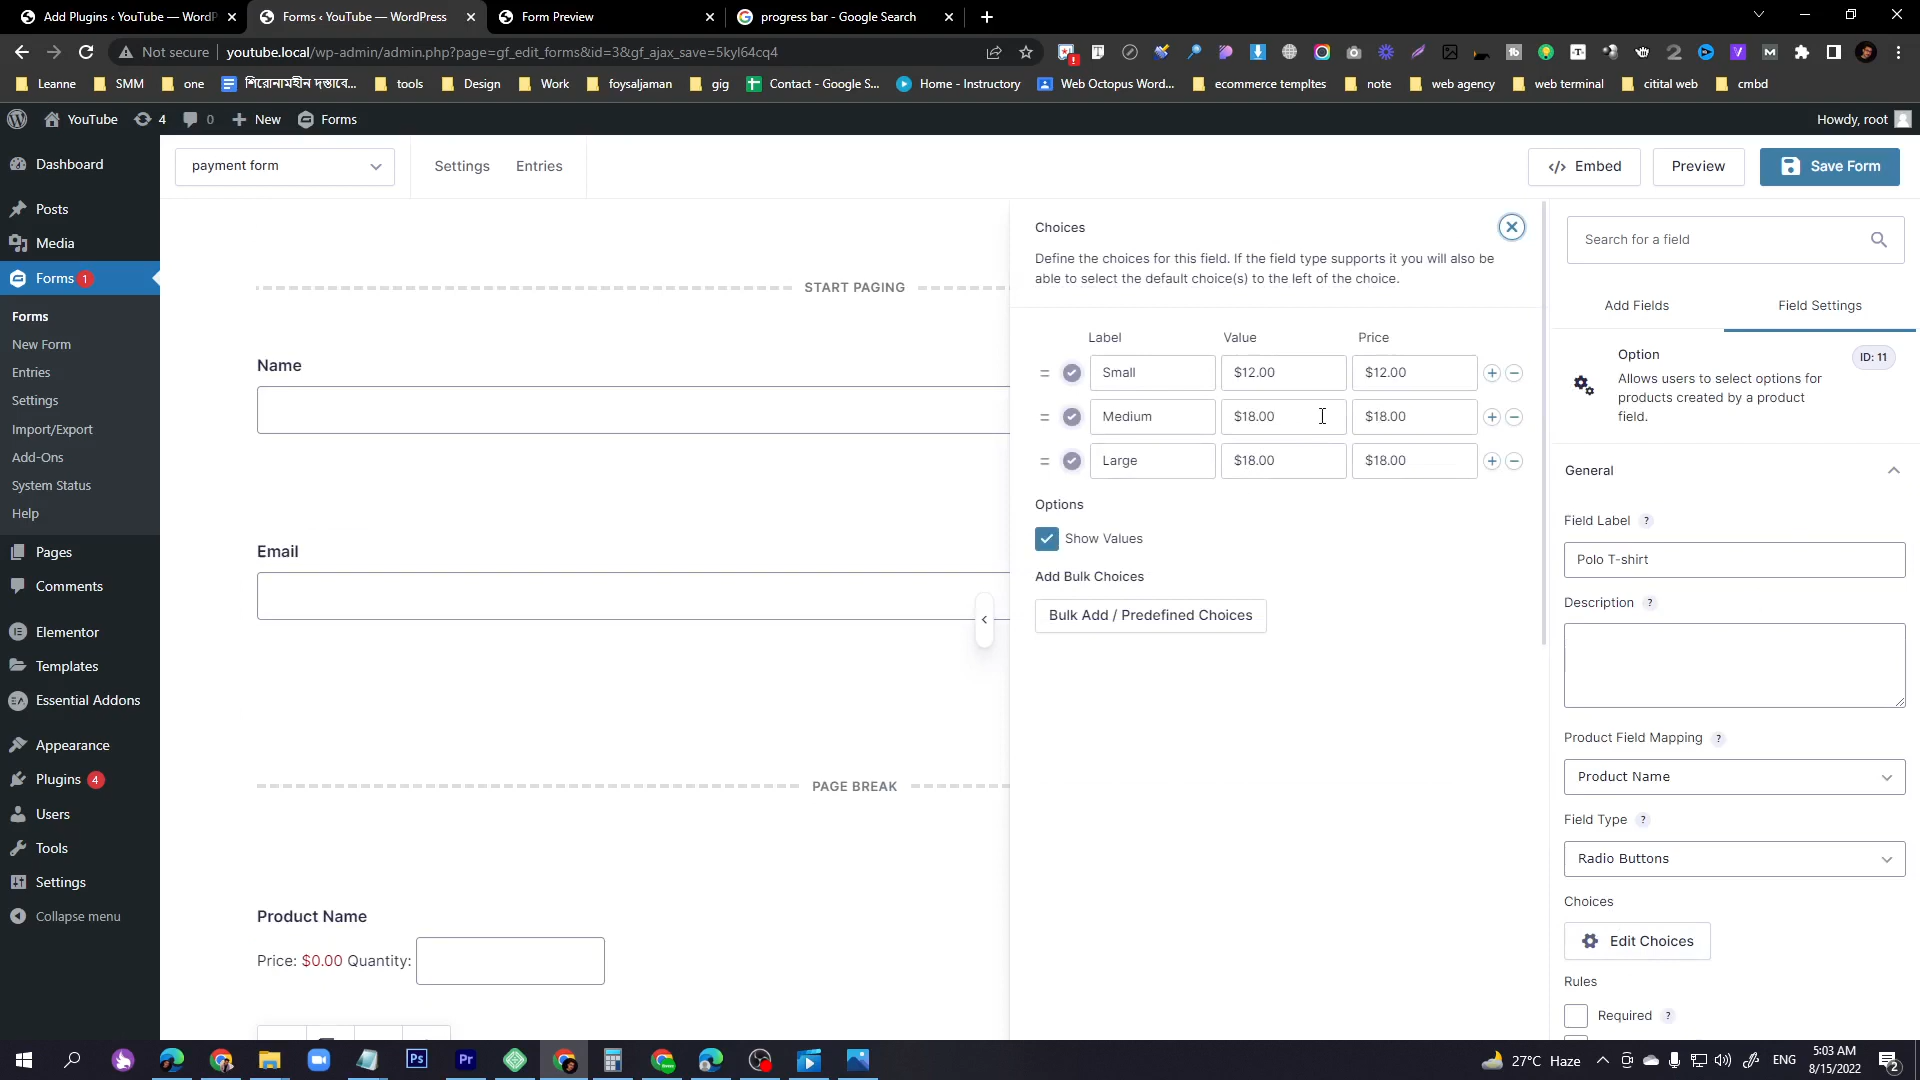 Add Plugins ‹ YouTube — WordP
Forms ‹ YouTube — WordPress
Form Preview
progress bar - Google Search
Not secure
youtube.local/wp-admin/admin.php?page=gf_edit_forms&id=3&gf_ajax_save=5kyl64cq4
Leanne
SMM
one
শিরোনামহীন দস্তাবে...
tools
Design
Work
foysaljaman
gig
Contact - Google S...
Home - Instructory
Web Octopus Wor...
ecommerce templtes
note
web agency
web terminal
citital web
cmbd
YouTube
4
0
New
Forms
Howdy, root
Dashboard
Posts
Media
Forms 1
Forms
New Form
Entries
Settings
Import/Export
Add-Ons
System Status
Help
Pages
Comments
Elementor
Templates
Essential Addons
Appearance
Plugins 4
Users
Tools
Settings
Collapse menu
payment form
Settings
Entries
Embed
Preview
Save Form
START PAGING
Name
Email
PAGE BREAK
Product Name
Price: $0.00 Quantity:
Choices
Define the choices for this field. If the field type supports it you will also be
able to select the default choice(s) to the left of the choice.
Label Value Price
Small $12.00 $12.00
Medium $18.00 $18.00
Large $18.00 $18.00
Options
Show Values
Add Bulk Choices
Bulk Add / Predefined Choices
Search for a field
Add Fields
Field Settings
Option
ID: 11
Allows users to select options for
products created by a product
field.
General
Field Label ?
Polo T-shirt
Description ?
Product Field Mapping ?
Product Name
Field Type ?
Radio Buttons
Choices
Edit Choices
Rules
Required ?
Ps
Pr
27°C Haze
ENG
5:03 AM
8/15/2022
2